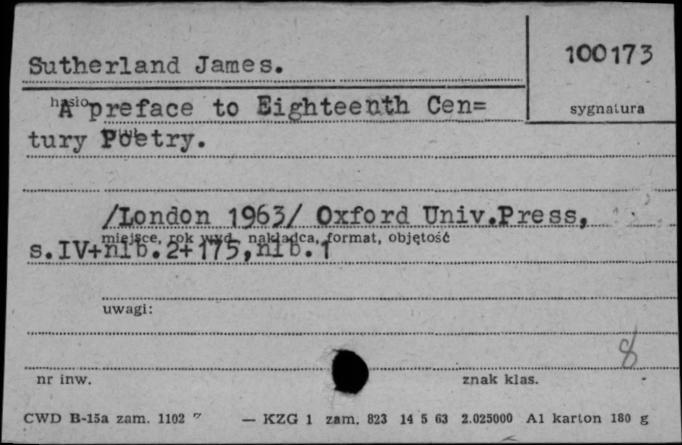 Sutherland James.
100173
hasło
A preface to Eighteenth Cen=
sygnatura
tury Poetry.
/London 1963/ Oxford Univ.Press,
miejsce, rok wyd., nakładca, format, objętość
s.IV+nlb.2+175,nlb.1
uwagi:
8
nr inw.
znak klas.
CWD B-15a zam. 1102 — KZG 1 zam. 823 14 5 63 2.025000 A1 karton 180 g